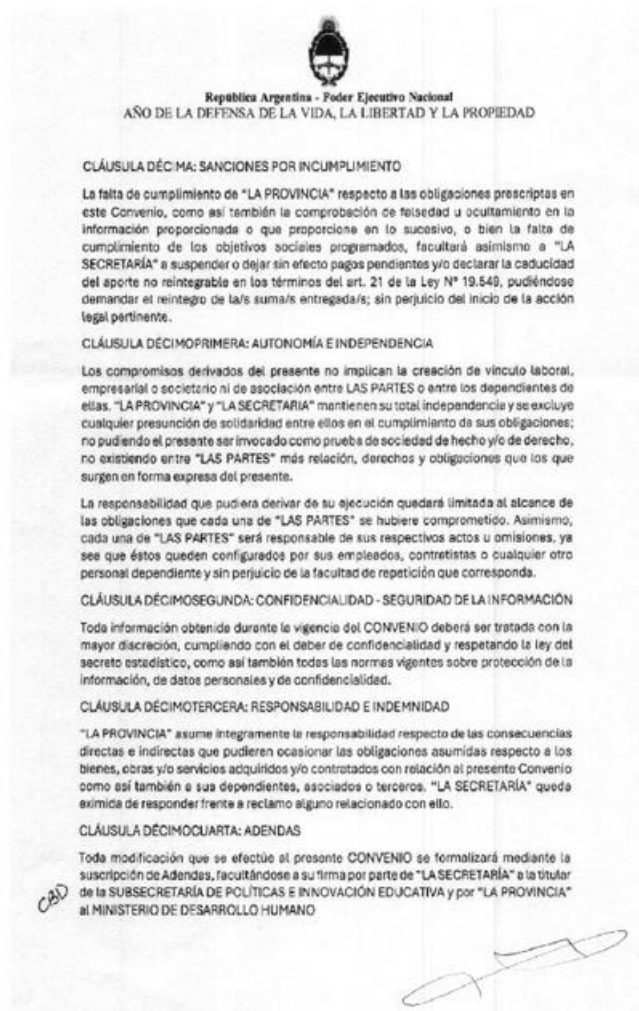 República Argentina - Poder Ejecutivo Nacional
AÑO DE LA DEFENSA DE LA VIDA, LA LIBERTAD Y LA PROPIEDAD
CLÁUSULA DÉCIMA: SANCIONES POR INCUMPLIMIENTO
La falta de cumplimiento de "LA PROVINCIA" respecto a las obligaciones prescriptas en
este Convenio, como así también la comprobación de falsedad u ocultamiento en la
información proporcionada o que proporcione en lo sucesivo, o bien la falta de
cumplimiento de los objetivos sociales programados, facultará asimismo a "LA
SECRETARÍA" a suspender o dejar sin efecto pagos pendientes y/o declarar la caducidad
del aporte no reintegrable en los términos del art. 21 de la Ley N° 19.549, pudiéndose
demandar el reintegro de la/s suma/s entregada/s; sin perjuicio del inicio de la acción
legal pertinente.
CLÁUSULA DÉCIMOPRIMERA: AUTONOMÍA E INDEPENDENCIA
Los compromisos derivados del presente no implican la creación de vínculo laboral,
empresarial o societario ni de asociación entre LAS PARTES o entre los dependientes de
ellas. "LA PROVINCIA" y "LA SECRETARIA" mantienen su total independencia y se excluye
cualquier presunción de solidaridad entre ellos en el cumplimiento de sus obligaciones;
no pudiendo el presente ser invocado como prueba de sociedad de hecho y/o de derecho,
no existiendo entre "LAS PARTES" más relación, derechos y obligaciones que los que
surgen en forma expresa del presente.
La responsabilidad que pudiera derivar de su ejecución quedará limitada al alcance de
las obligaciones que cada una de "LAS PARTES" se hubiere comprometido. Asimismo,
cada una de "LAS PARTES" será responsable de sus respectivos actos u omisiones, ya
see que éstos queden configurados por sus empleados, contratistas o cualquier otro
personal dependiente y sin perjuicio de la facultad de repetición que corresponda.
CLÁUSULA DÉCIMOSEGUNDA: CONFIDENCIALIDAD - SEGURIDAD DE LA INFORMACIÓN
Toda información obtenida durante la vigencia del CONVENIO deberá ser tratada con la
mayor discreción, cumpliendo con el deber de confidencialidad y respetando la ley del
secreto estadístico, como así también todas las normas vigentes sobre protección de la
información, de datos personales y de confidencialidad.
CLÁUSULA DÉCIMOTERCERA: RESPONSABILIDAD E INDEMNIDAD
"LA PROVINCIA" asume íntegramente la responsabilidad respecto de las consecuencias
directas e indirectas que pudieren ocasionar las obligaciones asumidas respecto a los
bienes, obras y/o servicios adquiridos y/o contratados con relación al presente Convenio
como así también a sus dependientes, asociados o terceros. "LA SECRETARÍA" queda
eximida de responder frente a reclamo alguno relacionado con ello.
CLÁUSULA DÉCIMOCUARTA: ADENDAS
Toda modificación que se efectúe al presente CONVENIO se formalizará mediante la
suscripción de Adendas, facultándose a su firma por parte de "LA SECRETARÍA" a la titular
de la SUBSECRETARÍA DE POLÍTICAS E INNOVACIÓN EDUCATIVA y por "LA PROVINCIA"
al MINISTERIO DE DESARROLLO HUMANO
CBD